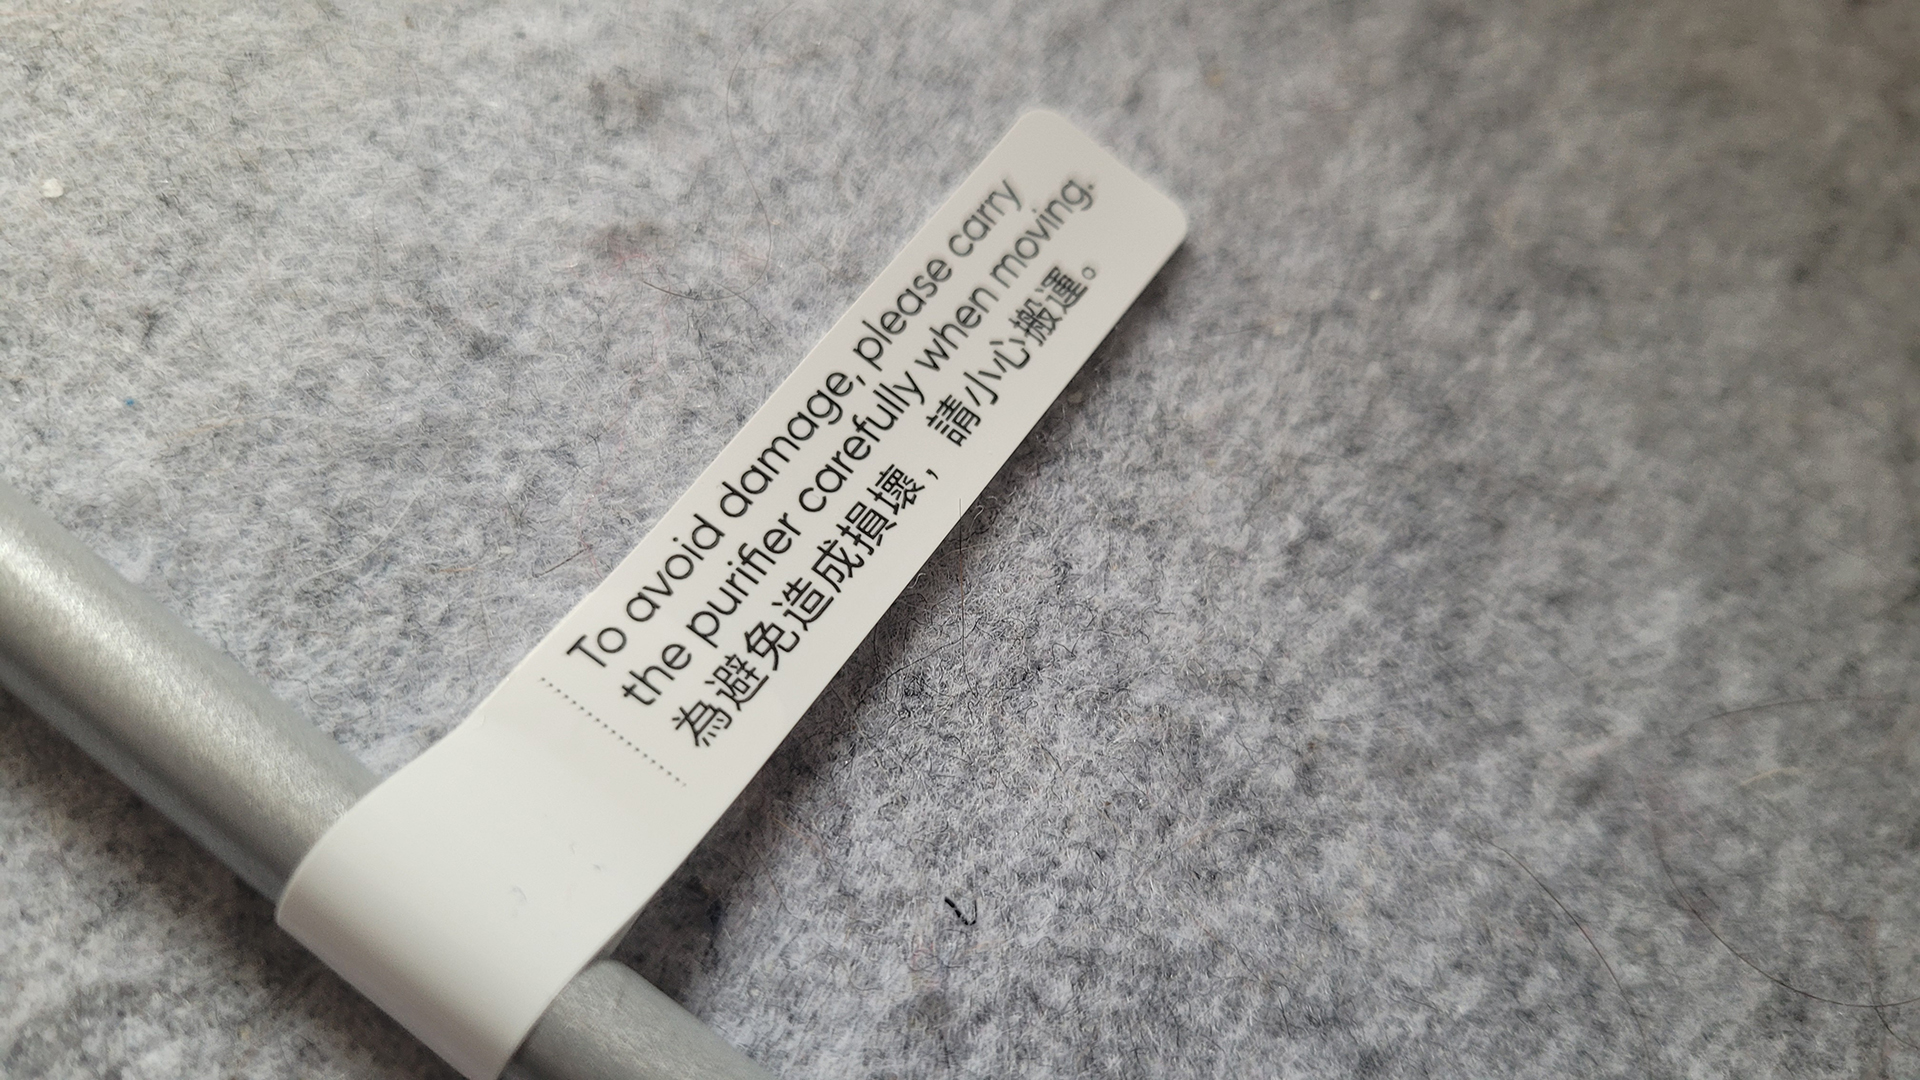 To avoid damage, please carry
the purifier carefully when moving.
為避免造成損壞，請小心搬運。